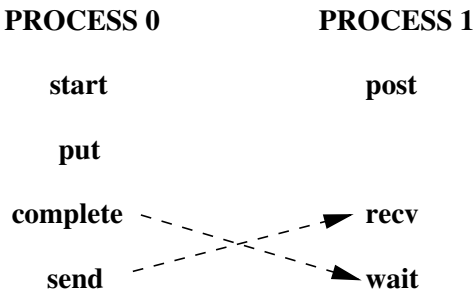 PROCESS 0 PROCESS 1
start post
put
complete recv
send wait